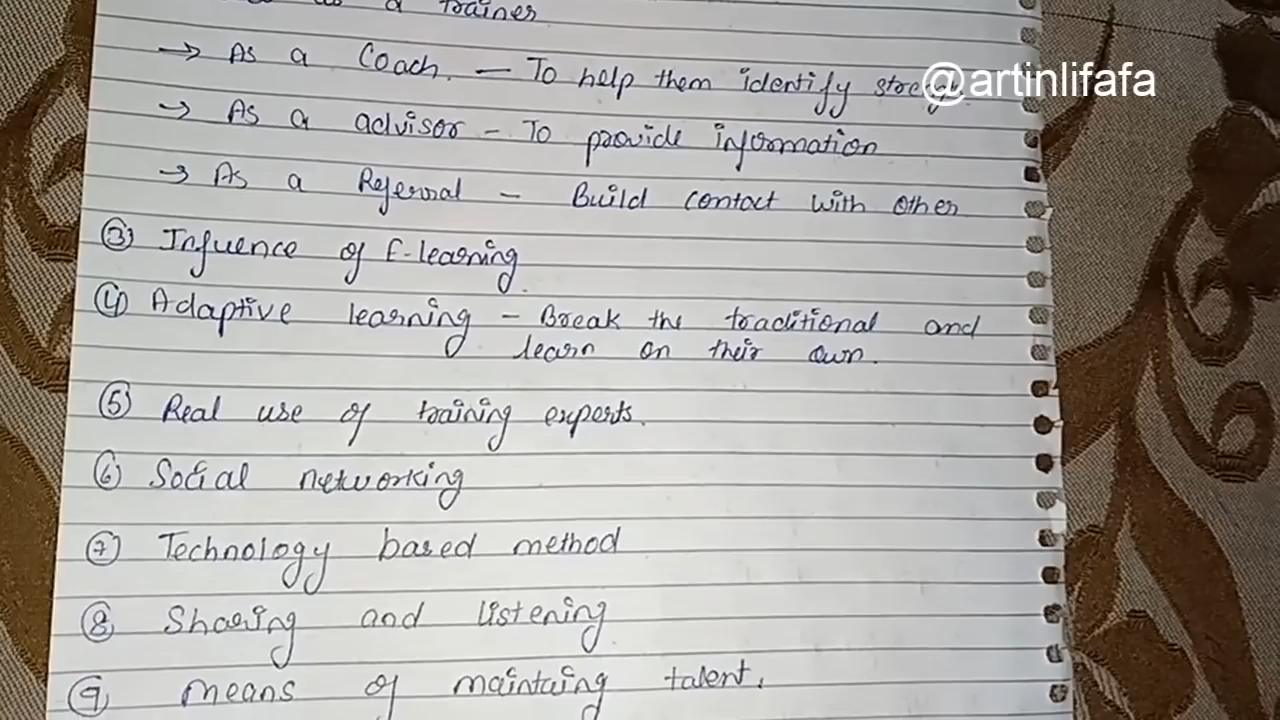 a trainer
→ As a Coach. — To help them identify
@artinlifafa
→ As a advisor - To provide information
→ As a Referral - Build contact with other
③ Infuence of E-learning.
④ Adaptive learning - Break the traditional and
learn on their own.
⑤ Real use of training experts.
⑥ Social networking
⑦ Technology based method
⑧ Sharing and listening
⑨ means of maintaing talent.